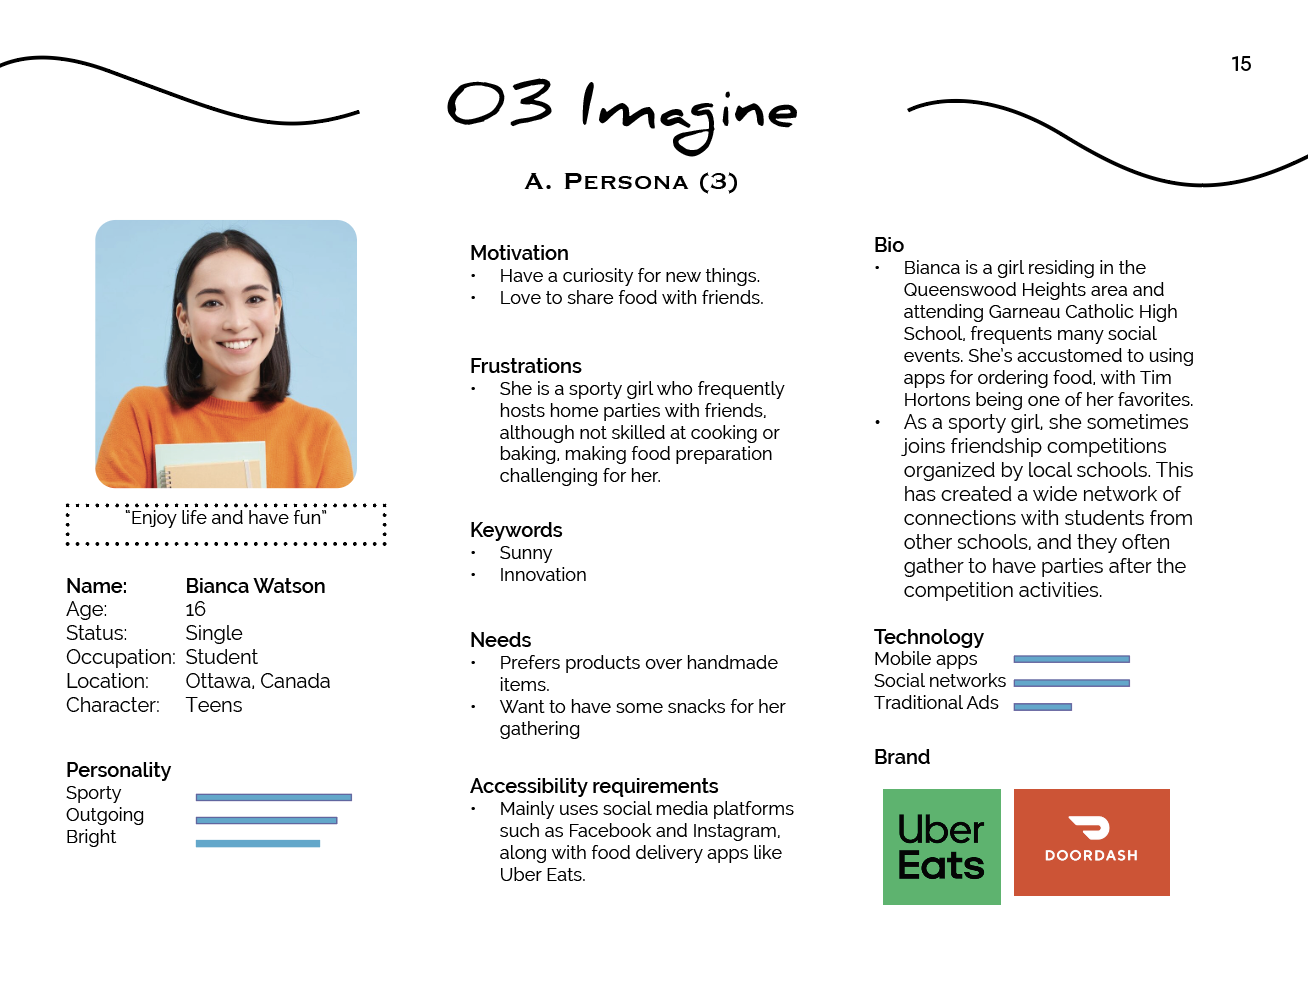 15
03 Imagine
A. Persona (3)
"Enjoy life and have fun"
Name: Bianca Watson
Age: 16
Status: Single
Occupation: Student
Location: Ottawa, Canada
Character: Teens
Personality
Sporty
Outgoing
Bright
Motivation
• Have a curiosity for new things.
• Love to share food with friends.
Frustrations
• She is a sporty girl who frequently
hosts home parties with friends,
although not skilled at cooking or
baking, making food preparation
challenging for her.
Keywords
• Sunny
• Innovation
Needs
• Prefers products over handmade
items.
• Want to have some snacks for her
gathering
Accessibility requirements
• Mainly uses social media platforms
such as Facebook and Instagram,
along with food delivery apps like
Uber Eats.
Bio
• Bianca is a girl residing in the
Queenswood Heights area and
attending Garneau Catholic High
School, frequents many social
events. She's accustomed to using
apps for ordering food, with Tim
Hortons being one of her favorites.
• As a sporty girl, she sometimes
joins friendship competitions
organized by local schools. This
has created a wide network of
connections with students from
other schools, and they often
gather to have parties after the
competition activities.
Technology
Mobile apps
Social networks
Traditional Ads
Brand
Uber
Eats
DOORDASH